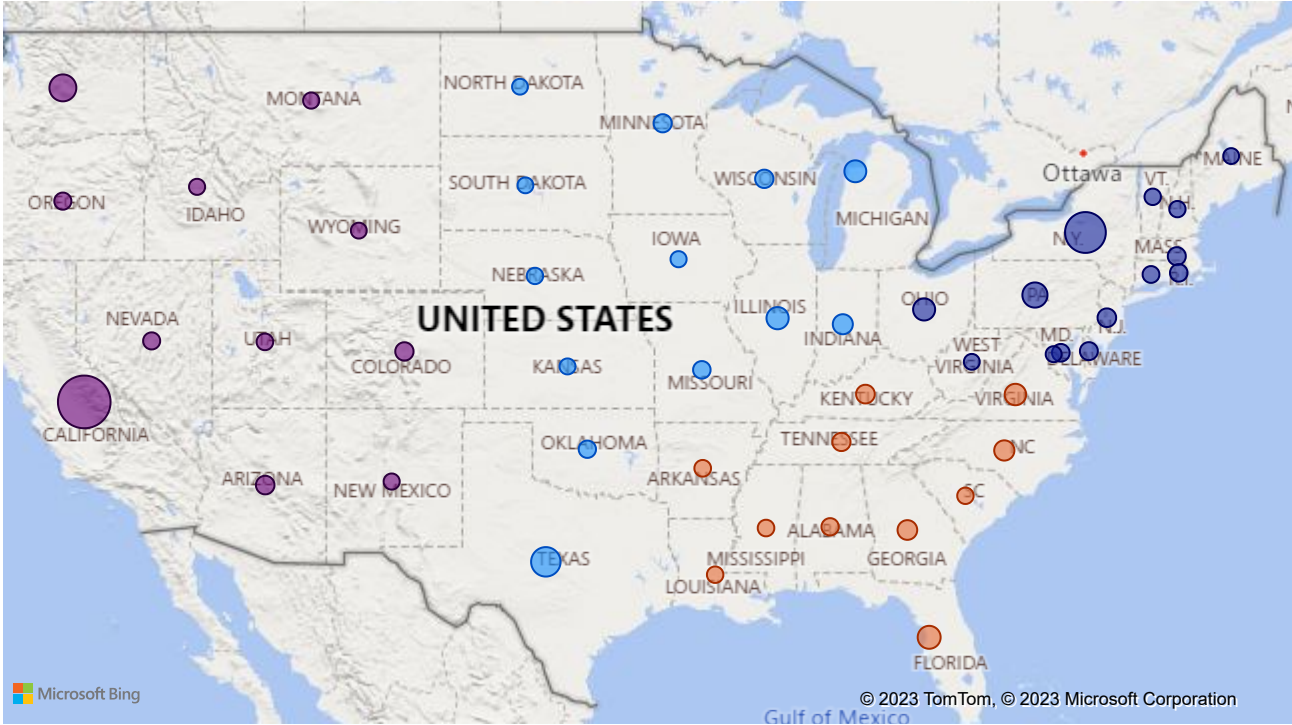 NORTH DAKOTA
MONTANA
MINNESOTA
Ottawa
MAINE
VT.
SOUTH DAKOTA
WISCONSIN
OREGON
IDAHO
N.H.
MICHIGAN
WYOMING
IOWA
N.Y.
MASS.
NEBRASKA
R.I.
PA
OHIO
ILLINOIS
NEVADA
UNITED STATES
N.J.
UTAH
INDIANA
MD.
WEST
VIRGINIA
DELAWARE
COLORADO
KANSAS
MISSOURI
KENTUCKY
VIRGINIA
CALIFORNIA
OKLAHOMA
TENNESSEE
NC
ARIZONA
NEW MEXICO
ARKANSAS
SC
ALABAMA
TEXAS
MISSISSIPPI
GEORGIA
LOUISIANA
FLORIDA
Microsoft Bing
© 2023 TomTom, © 2023 Microsoft Corporation
Gulf of Mexico